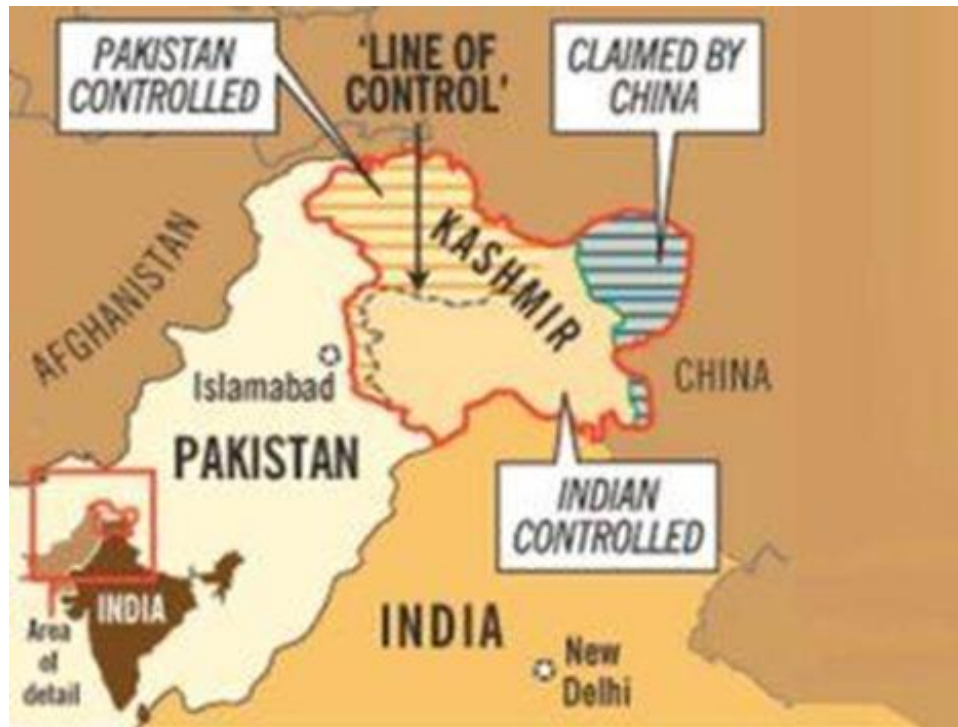 PAKISTAN
CONTROLLED
'LINE OF
CONTROL'
CLAIMED BY
CHINA
KASHMIR
AFGHANISTAN
Islamabad
CHINA
PAKISTAN
INDIAN
CONTROLLED
INDIA
Area
of
detail
INDIA
New
Delhi